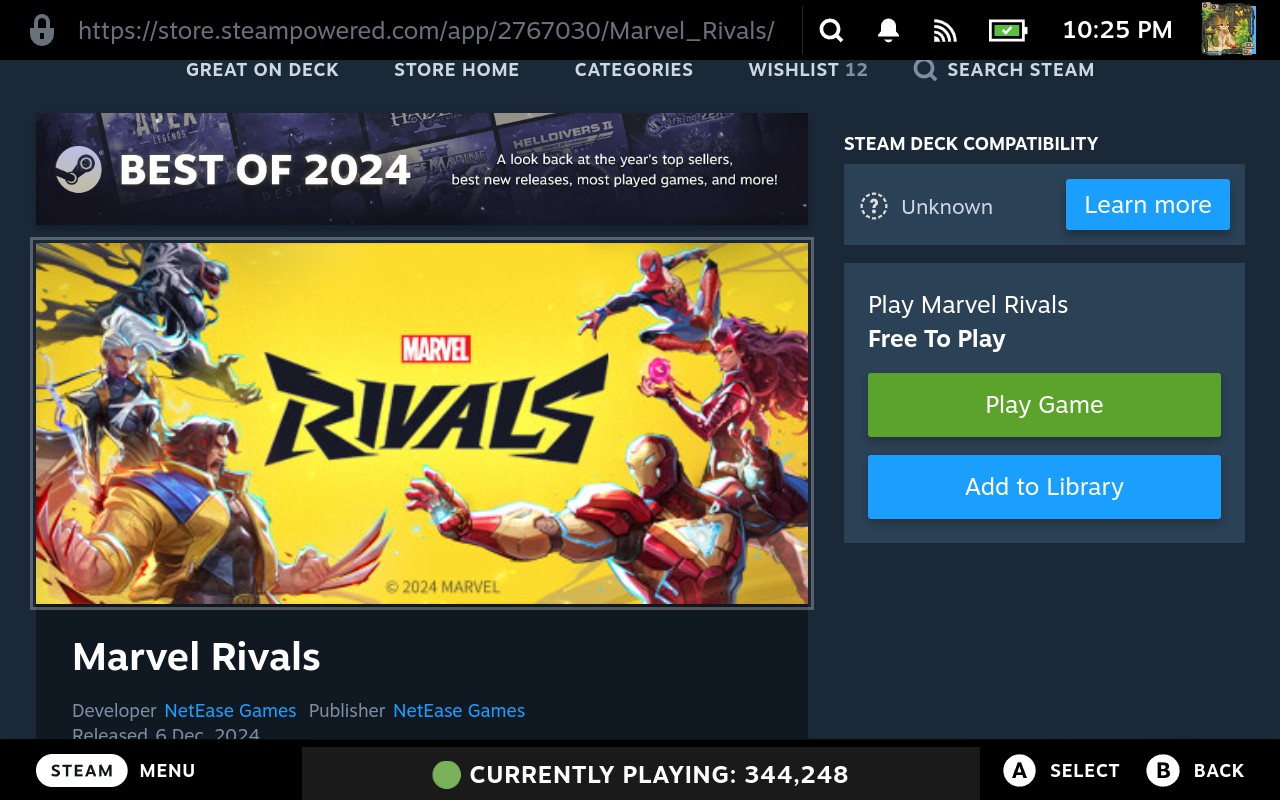 https://store.steampowered.com/app/2767030/Marvel_Rivals/
10:25 PM
GREAT ON DECK
STORE HOME
CATEGORIES
WISHLIST 12
SEARCH STEAM
APEX
LEGENDS
HELLDIVERS II
BEST OF 2024
A look back at the year's top sellers,
best new releases, most played games, and more!
MARVEL
RIVALS
© 2024 MARVEL
Marvel Rivals
Developer NetEase Games Publisher NetEase Games
Released 6 Dec, 2024
STEAM DECK COMPATIBILITY
Unknown
Learn more
Play Marvel Rivals
Free To Play
Play Game
Add to Library
STEAM MENU
CURRENTLY PLAYING: 344,248
A SELECT
B BACK